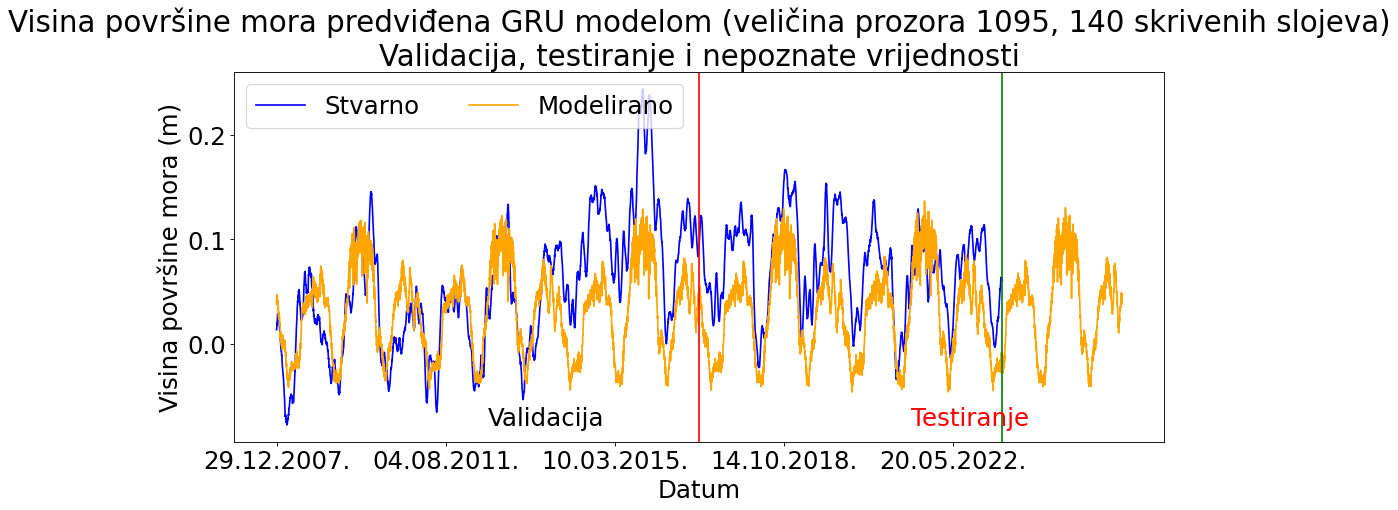 Visina površine mora predviđena GRU modelom (veličina prozora 1095, 140 skrivenih slojeva)
Validacija, testiranje i nepoznate vrijednosti
Stvarno Modelirano
Visina površine mora (m)
0.2
0.1
0.0
Validacija Testiranje
29.12.2007. 04.08.2011. 10.03.2015. 14.10.2018. 20.05.2022.
Datum